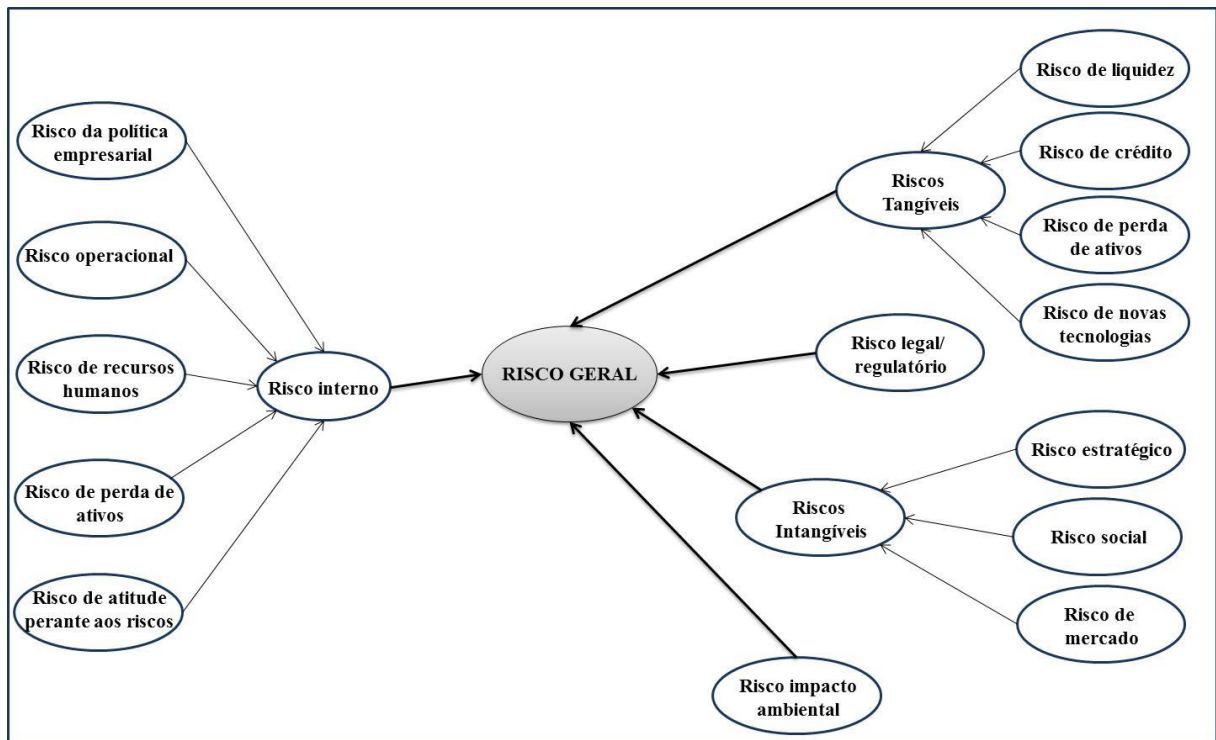 Risco da política
empresarial
Risco operacional
Risco de recursos
humanos
Risco de perda de
ativos
Risco de atitude
perante aos riscos
Risco interno
RISCO GERAL
Riscos
Tangíveis
Risco de liquidez
Risco de crédito
Risco de perda
de ativos
Risco de novas
tecnologias
Risco legal/
regulatório
Riscos
Intangíveis
Risco estratégico
Risco social
Risco de
mercado
Risco impacto
ambiental